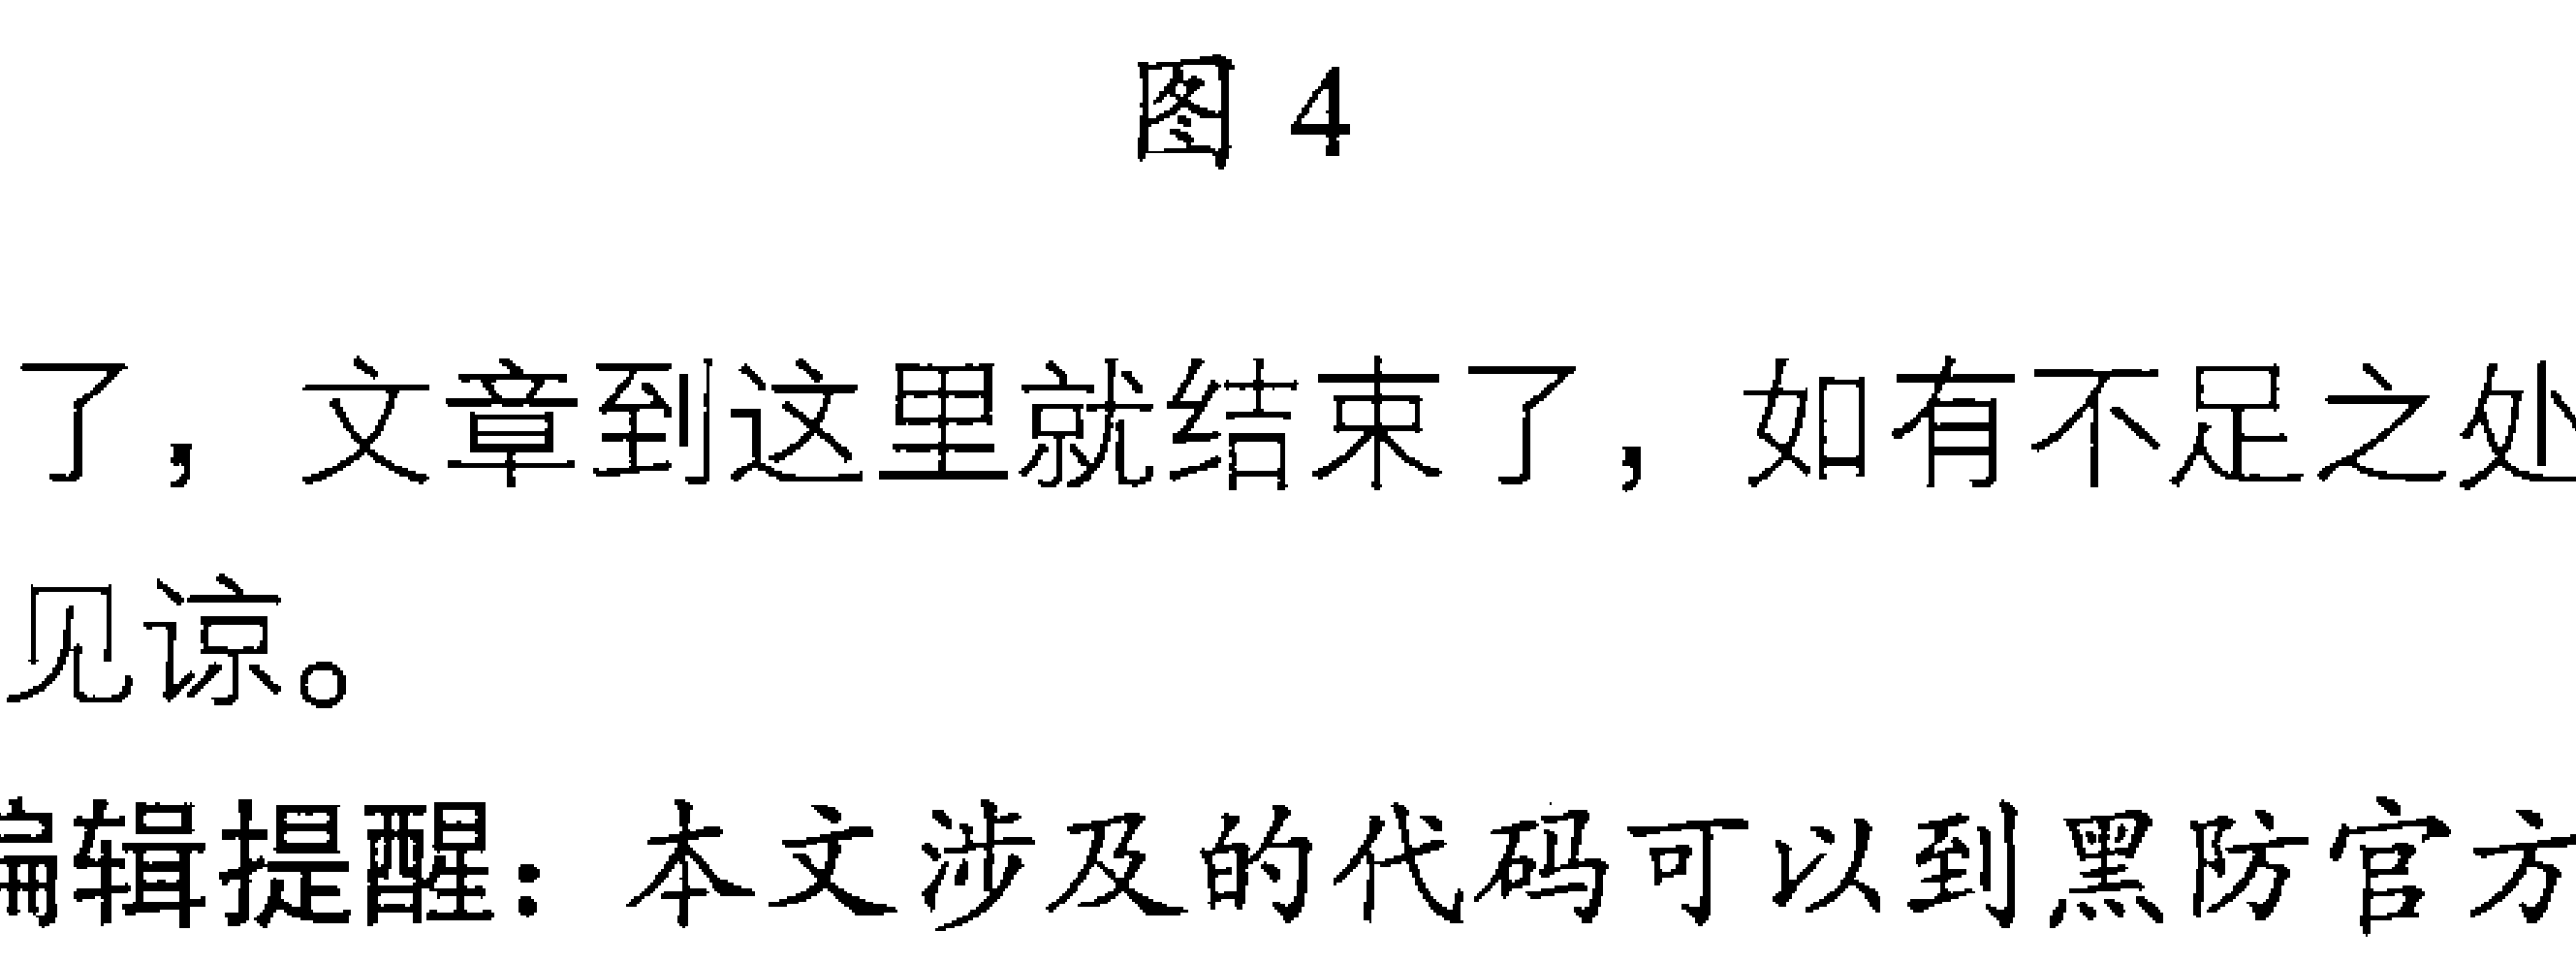 图 4
了，文章到这里就结束了，如有不足之处
见谅。
编辑提醒：本文涉及的代码可以到黑防官方